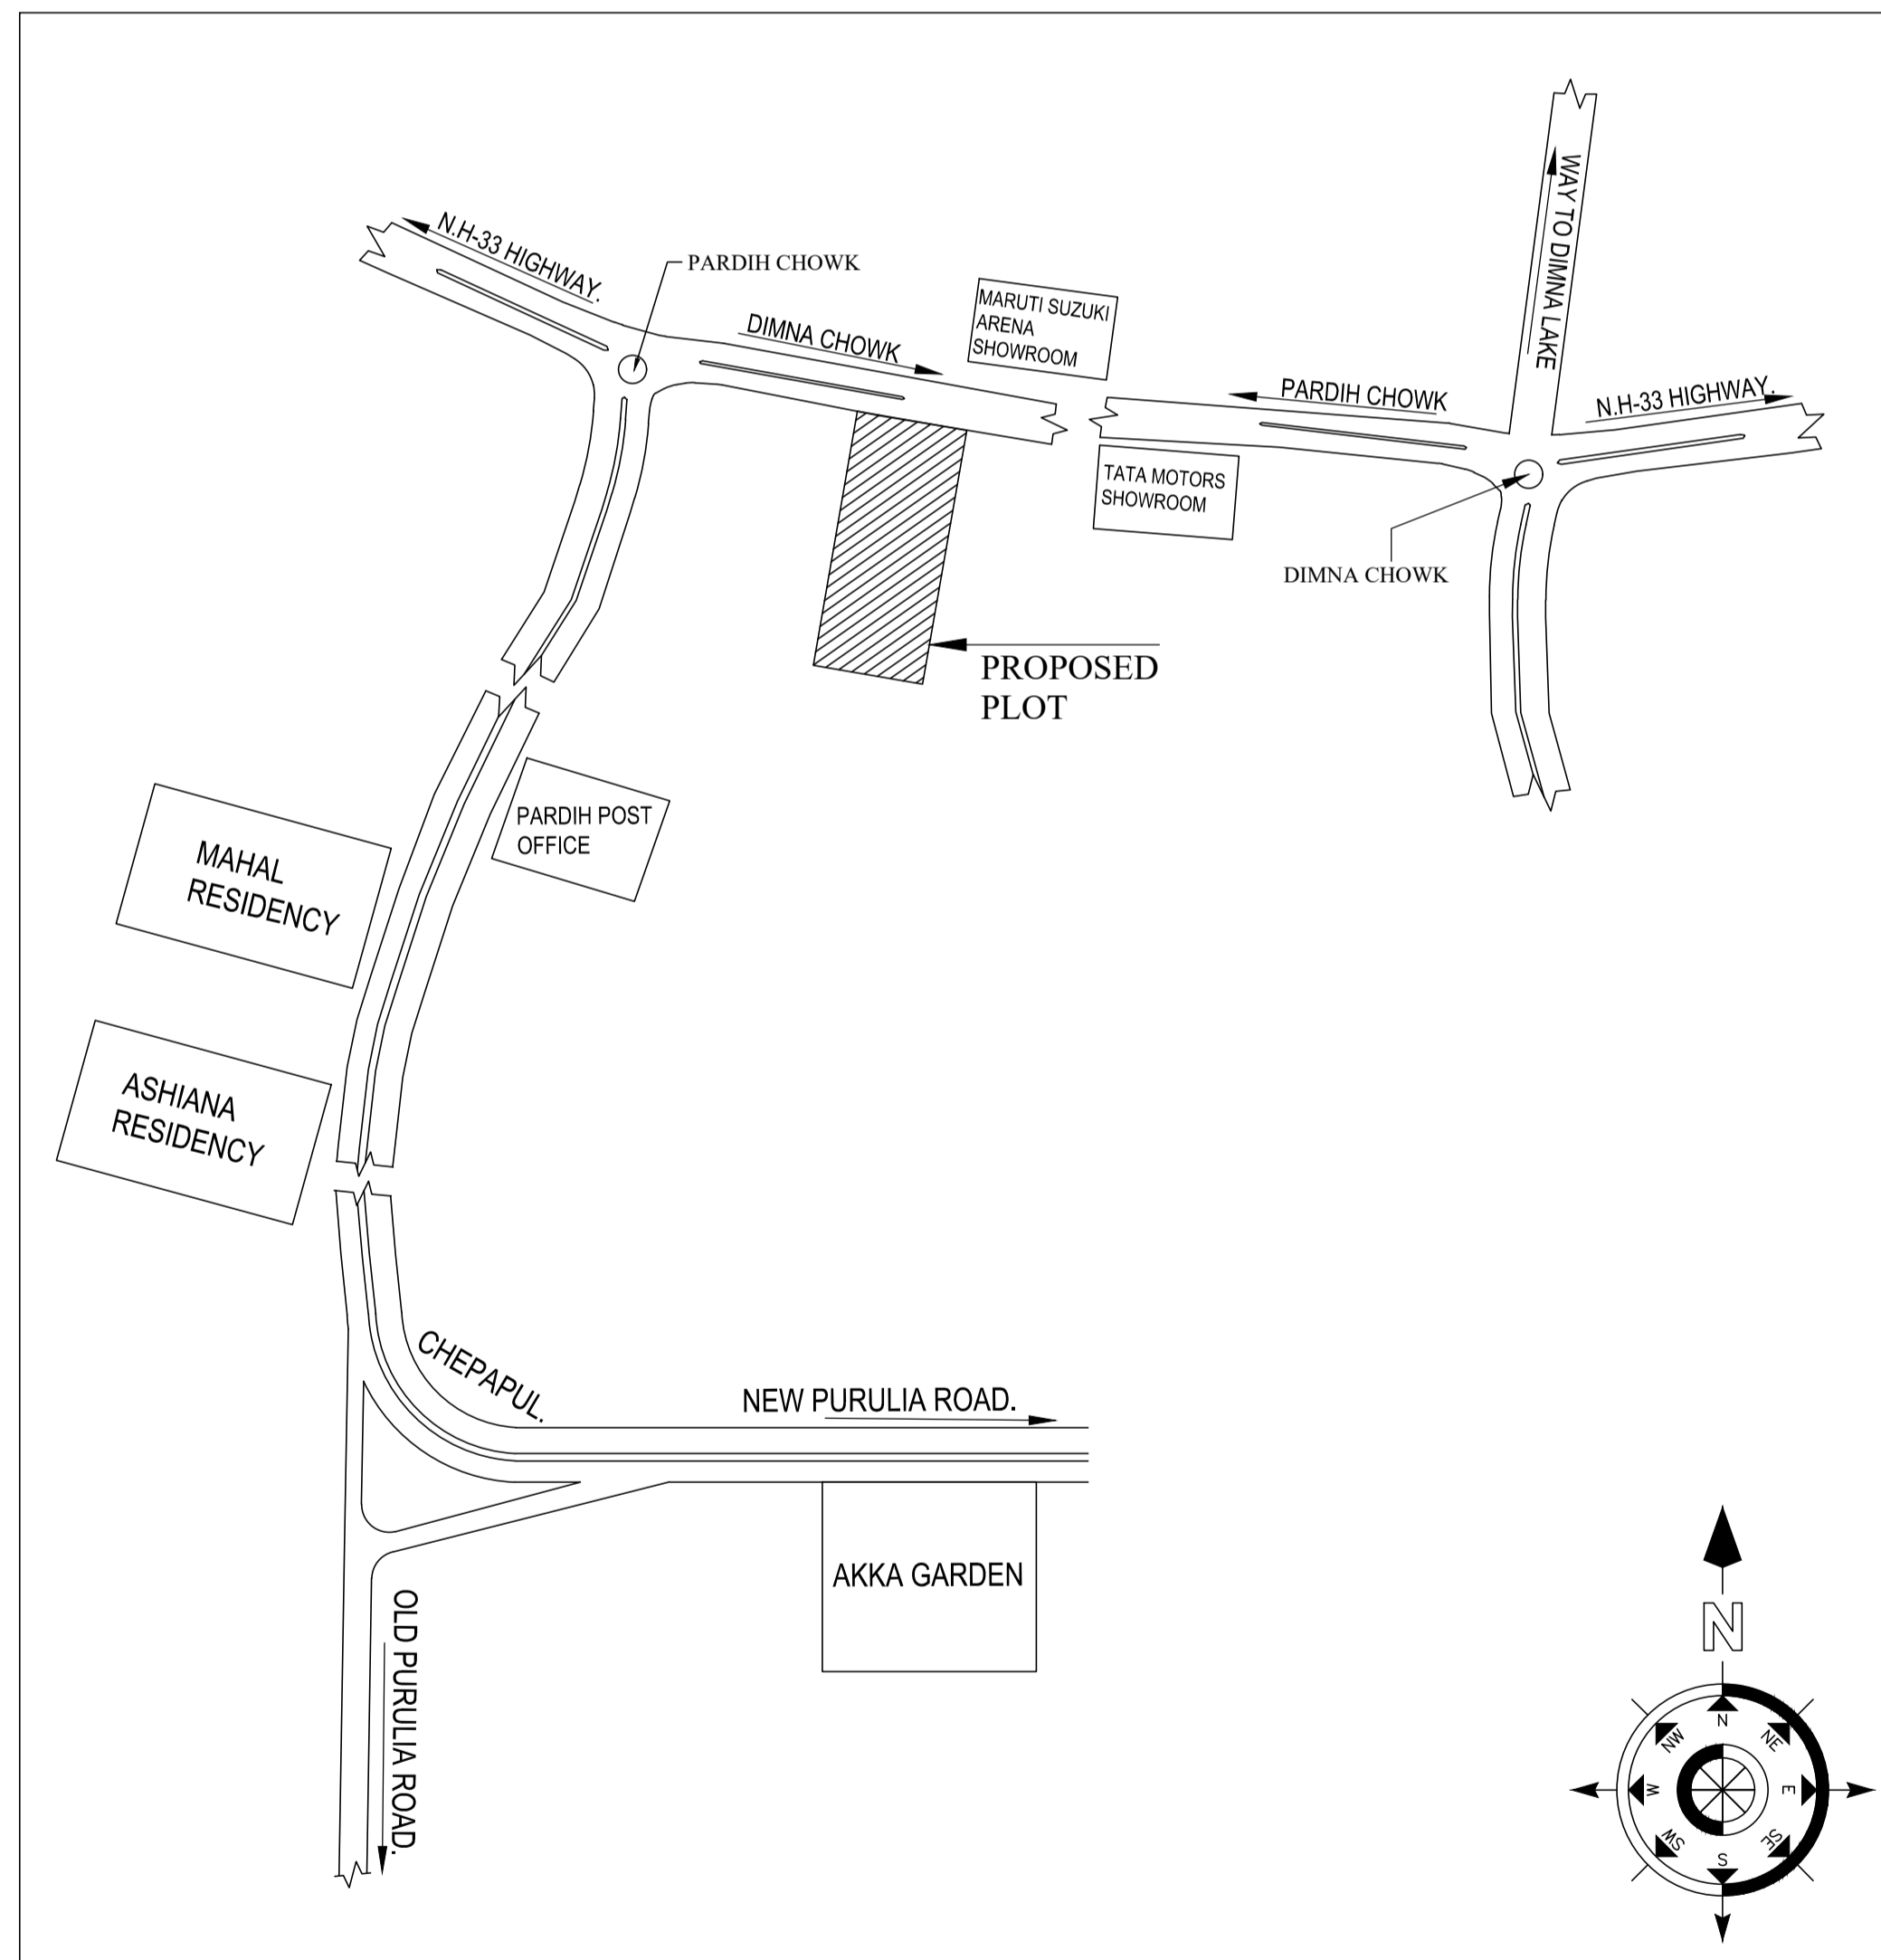 WAY TO DIMNA LAKE
N.H-33 HIGHWAY.
PARDIH CHOWK
DIMNA CHOWK
MARUTI SUZUKI
ARENA
SHOWROOM
PARDIH CHOWK
N.H-33 HIGHWAY.
TATA MOTORS
SHOWROOM
DIMNA CHOWK
PROPOSED
PLOT
PARDIH POST
OFFICE
MAHAL
RESIDENCY
ASHIANA
RESIDENCY
CHEPAPUL.
NEW PURULIA ROAD.
AKKA GARDEN
OLD PURULIA ROAD.
N
N
NW
NE
W
E
SW
SE
S